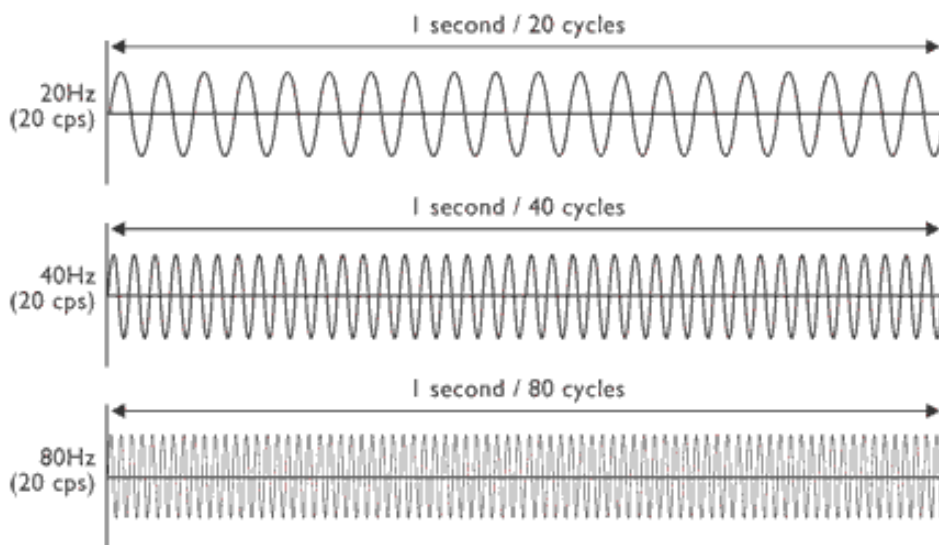 1 second / 20 cycles
20Hz
(20 cps)
1 second / 40 cycles
40Hz
(20 cps)
1 second / 80 cycles
80Hz
(20 cps)